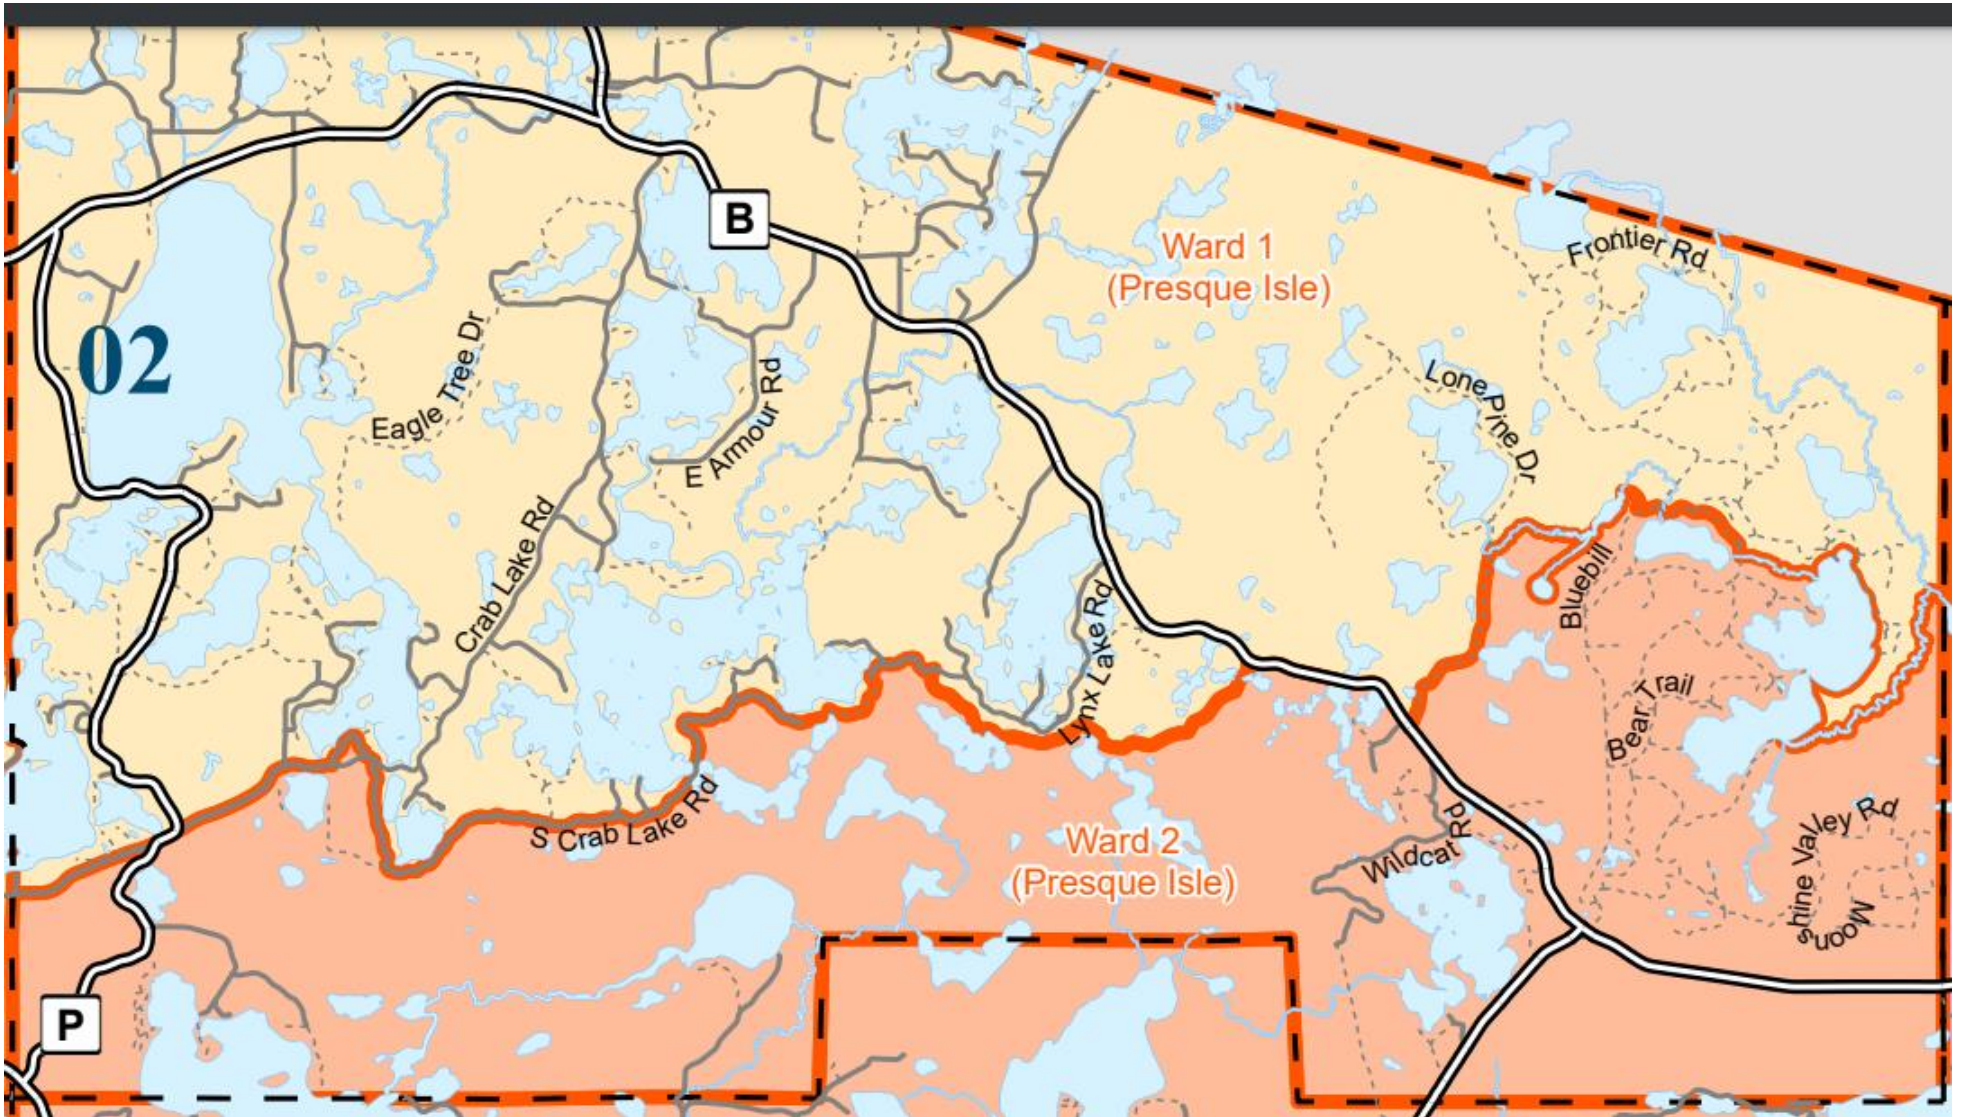 B
Ward 1
(Presque Isle)
Frontier Rd
02
Eagle Tree Dr
E Armour Rd
Lone Pine Dr
Crab Lake Rd
Bluebill
Lynx Lake Rd
Bear Trail
S Crab Lake Rd
Ward 2
(Presque Isle)
Wildcat Rd
Moonshine Valley Rd
P